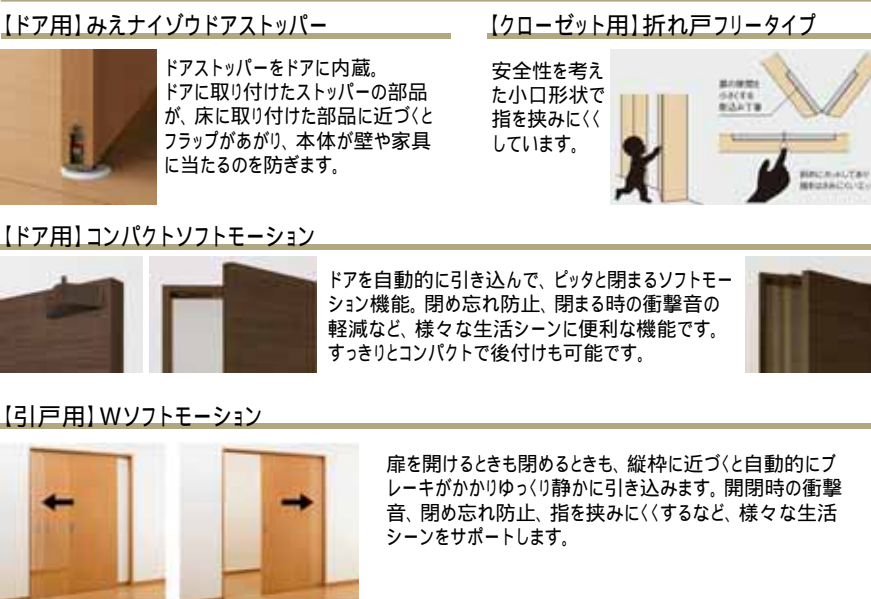 【ドア用】みえナイゾウドアストッパー
ドアストッパーをドアに内蔵。
ドアに取り付けたストッパーの部品
が、床に取り付けた部品に近づくと
フラップがあがり、本体が壁や家具
に当たるのを防ぎます。
【クローゼット用】折れ戸フリータイプ
安全性を考え
た小口形状で
指を挟みにくく
しています。
扉の隙間を
小さくする
【ドア用】コンパクトソフトモーション
ドアを自動的に引き込んで、ピッタと閉まるソフトモー
ション機能。閉め忘れ防止、閉まる時の衝撃音の
軽減など、様々な生活シーンに便利な機能です。
すっきりとコンパクトで後付けも可能です。
【引戸用】Wソフトモーション
扉を開けるときも閉めるときも、縦枠に近づくと自動的にブ
レーキがかかりゆっくり静かに引き込みます。開閉時の衝撃
音、閉め忘れ防止、指を挟みにくくするなど、様々な生活
シーンをサポートします。